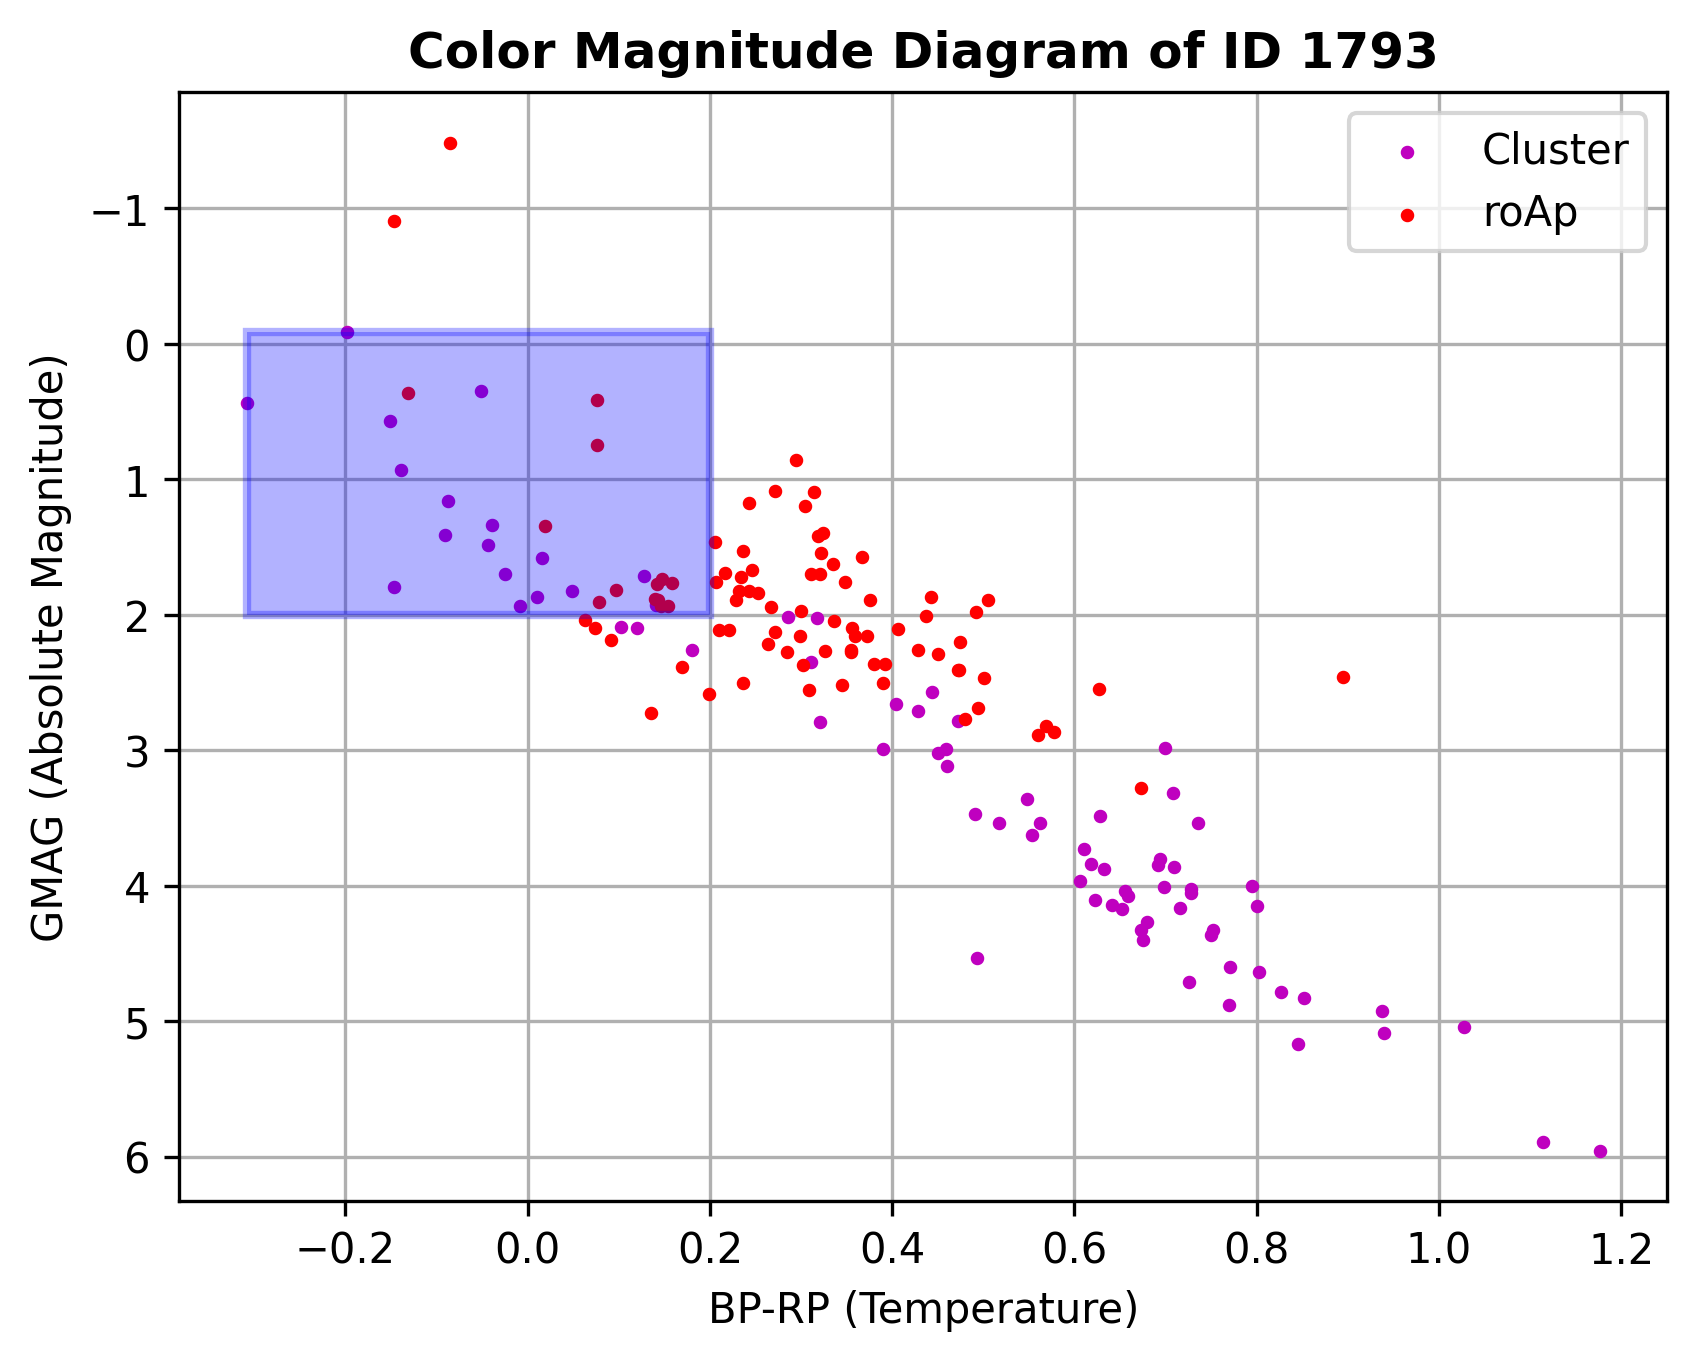 Color Magnitude Diagram of ID 1793
Cluster
roAp
GMAG (Absolute Magnitude)
−1
0
1
2
3
4
5
6
−0.2 0.0 0.2 0.4 0.6 0.8 1.0 1.2
BP-RP (Temperature)